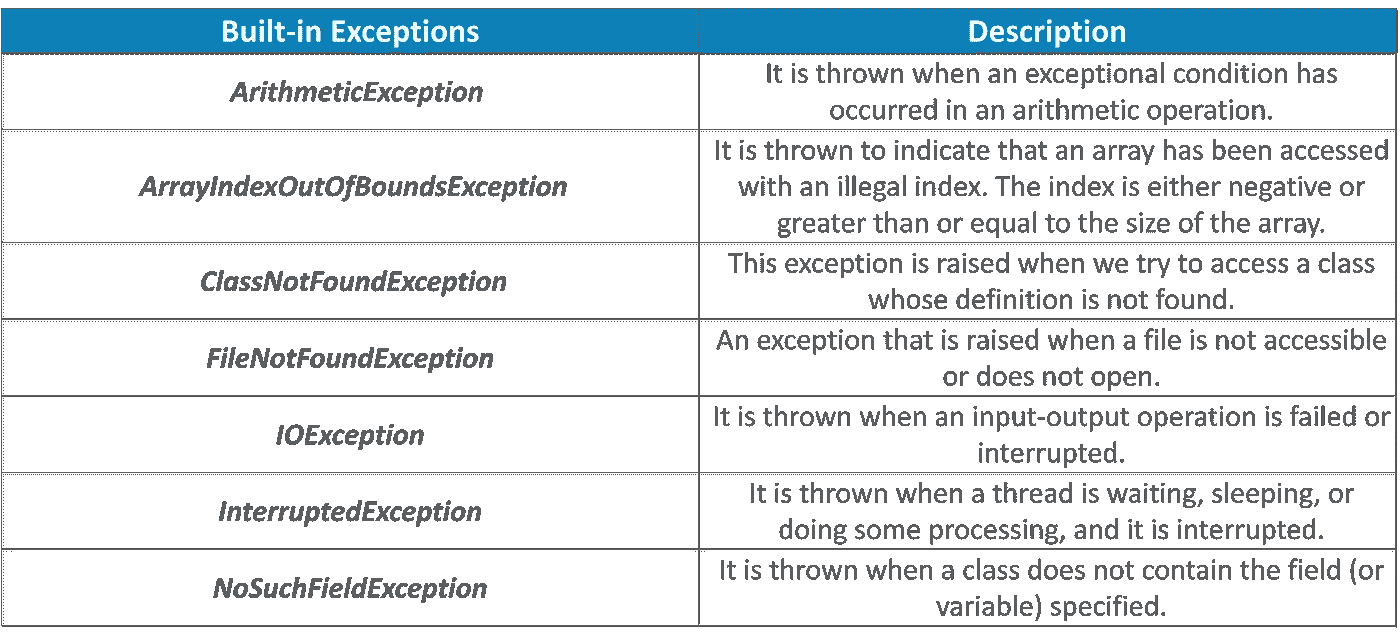 Built-in Exceptions
Description
ArithmeticException
It is thrown when an exceptional condition has
occurred in an arithmetic operation.
ArrayIndexOutOfBoundsException
It is thrown to indicate that an array has been accessed
with an illegal index. The index is either negative or
greater than or equal to the size of the array.
ClassNotFoundException
This exception is raised when we try to access a class
whose definition is not found.
FileNotFoundException
An exception that is raised when a file is not accessible
or does not open.
IOException
It is thrown when an input-output operation is failed or
interrupted.
InterruptedException
It is thrown when a thread is waiting, sleeping, or
doing some processing, and it is interrupted.
NoSuchFieldException
It is thrown when a class does not contain the field (or
variable) specified.